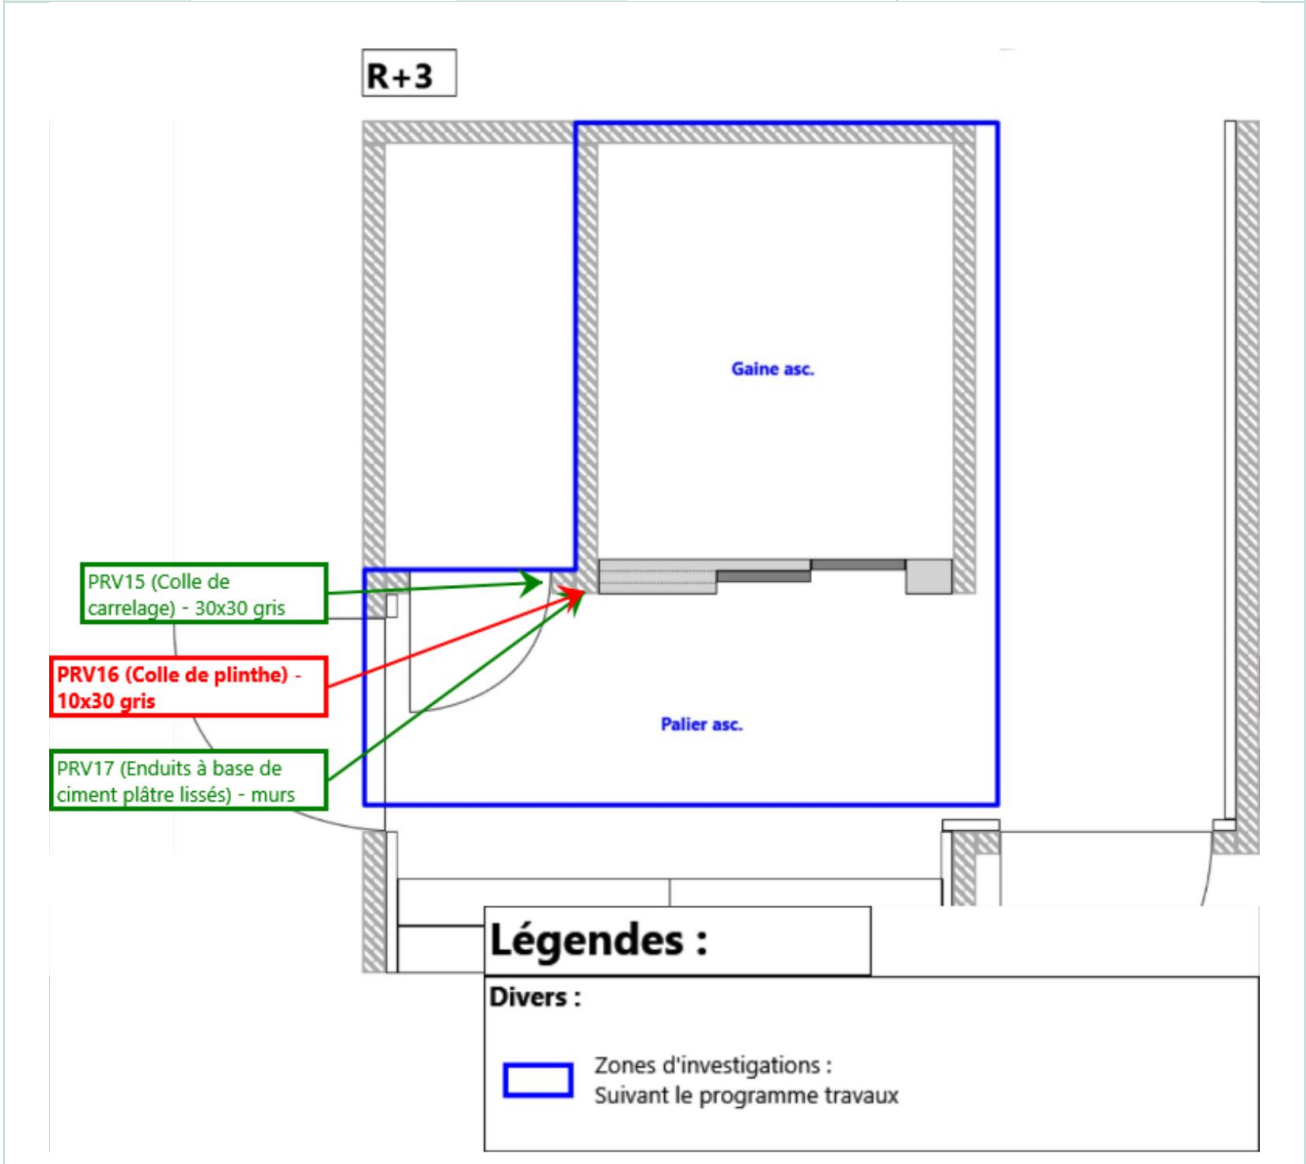 R+3
Gaine asc.
PRV15 (Colle de
carrelage) - 30x30 gris
PRV16 (Colle de plinthe) -
10x30 gris
Palier asc.
PRV17 (Enduits à base de
ciment plâtre lissés) - murs
Légendes :
Divers :
Zones d'investigations :
Suivant le programme travaux